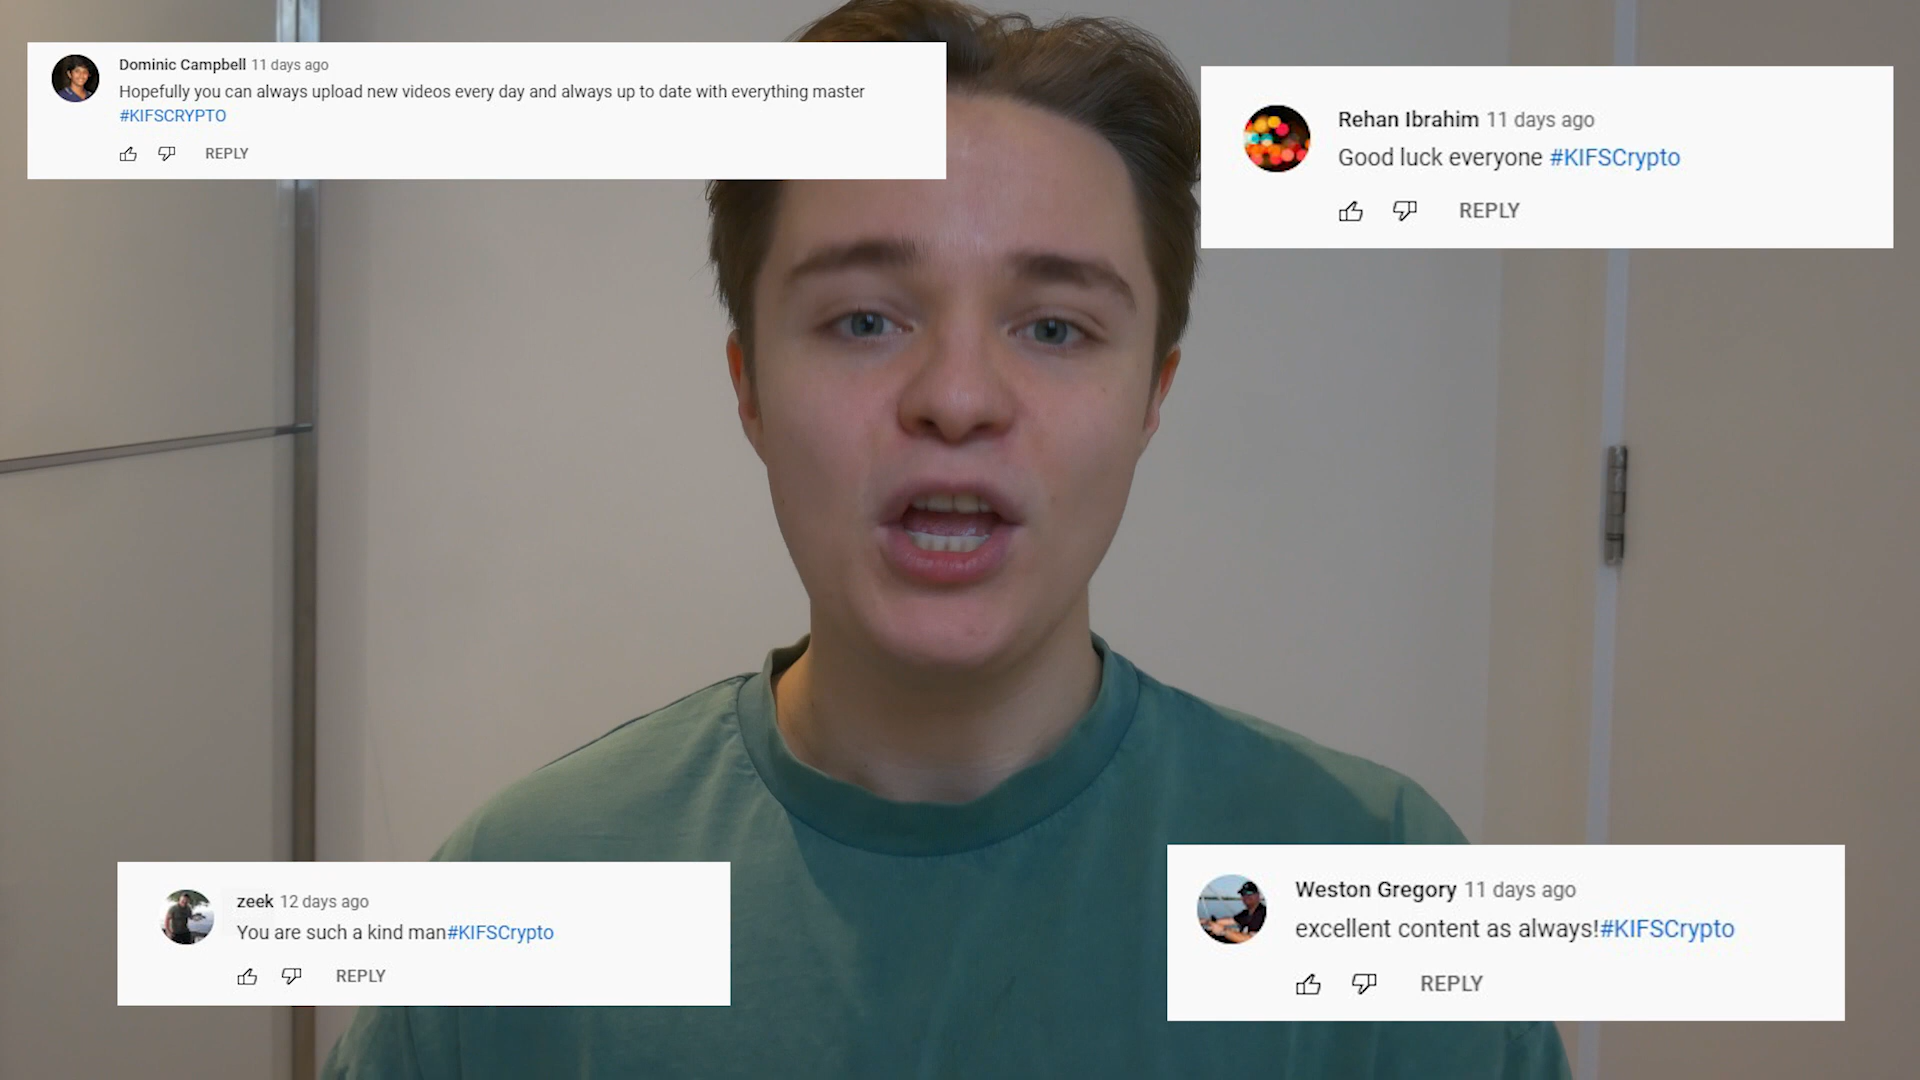 Dominic Campbell 11 days ago
Hopefully you can always upload new videos every day and always up to date with everything master
#KIFSCRYPTO
REPLY
Rehan Ibrahim 11 days ago
Good luck everyone #KIFSCrypto
REPLY
zeek 12 days ago
You are such a kind man#KIFSCrypto
REPLY
Weston Gregory 11 days ago
excellent content as always!#KIFSCrypto
REPLY